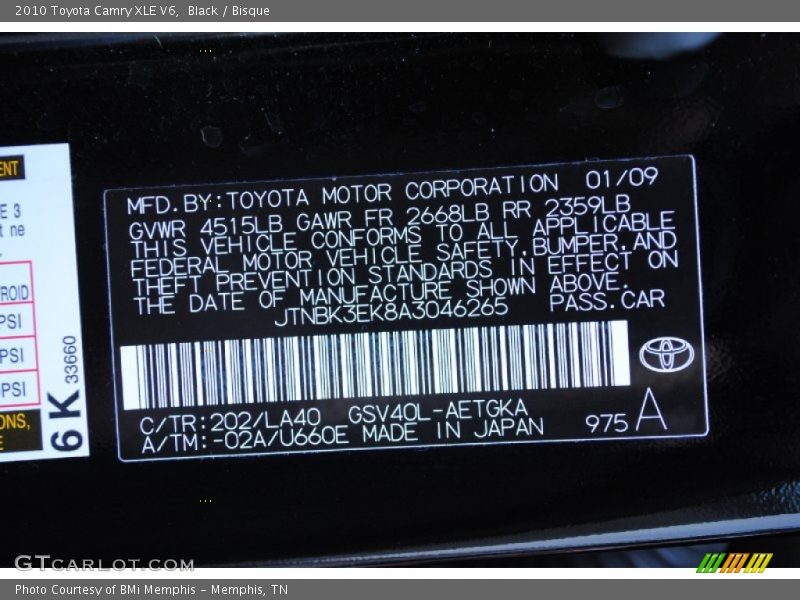 2010 Toyota Camry XLE V6, Black / Bisque
ENT
E 3
t ne
ROID
PSI
PSI
PSI
ONS,
E
6K 33660
MFD.BY:TOYOTA MOTOR CORPORATION 01/09
GVWR 4515LB GAWR FR 2668LB RR 2359LB
THIS VEHICLE CONFORMS TO ALL APPLICABLE
FEDERAL MOTOR VEHICLE SAFETY,BUMPER,AND
THEFT PREVENTION STANDARDS IN EFFECT ON
THE DATE OF MANUFACTURE SHOWN ABOVE.
JTNBK3EK8A3046265 PASS.CAR
C/TR:202/LA40 GSV40L-AETGKA
A/TM:-02A/U660E MADE IN JAPAN 975 A
GTCARLOT.COM
Photo Courtesy of BMi Memphis – Memphis, TN